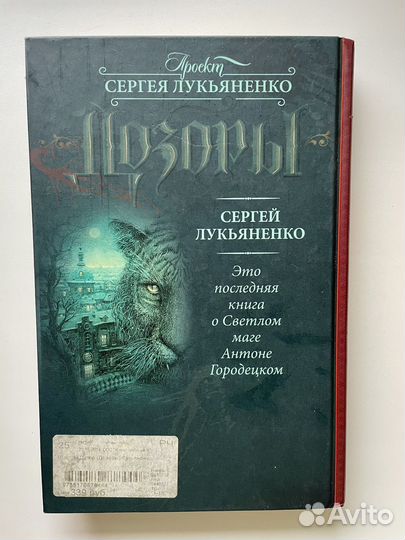 Проект
СЕРГЕЯ ЛУКЬЯНЕНКО
Дозоры
СЕРГЕЙ
ЛУКЬЯНЕНКО
Это
последняя
книга
о Светлом
маге
Антоне
Городецком
339 руб.
Avito